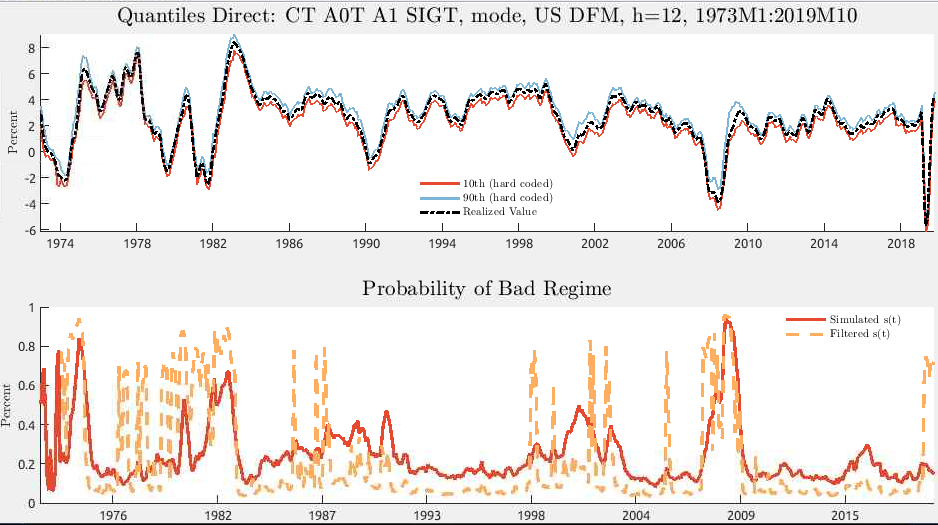 Quantiles Direct: CT A0T A1 SIGT, mode, US DFM, h=12, 1973M1:2019M10
8
6
4
2
0
-2
-4
-6
Percent
10th (hard coded)
90th (hard coded)
Realized Value
1974 1978 1982 1986 1990 1994 1998 2002 2006 2010 2014 2018
Probability of Bad Regime
1
0.8
0.6
0.4
0.2
0
Percent
Simulated s(t)
Filtered s(t)
1976 1982 1987 1993 1998 2004 2009 2015